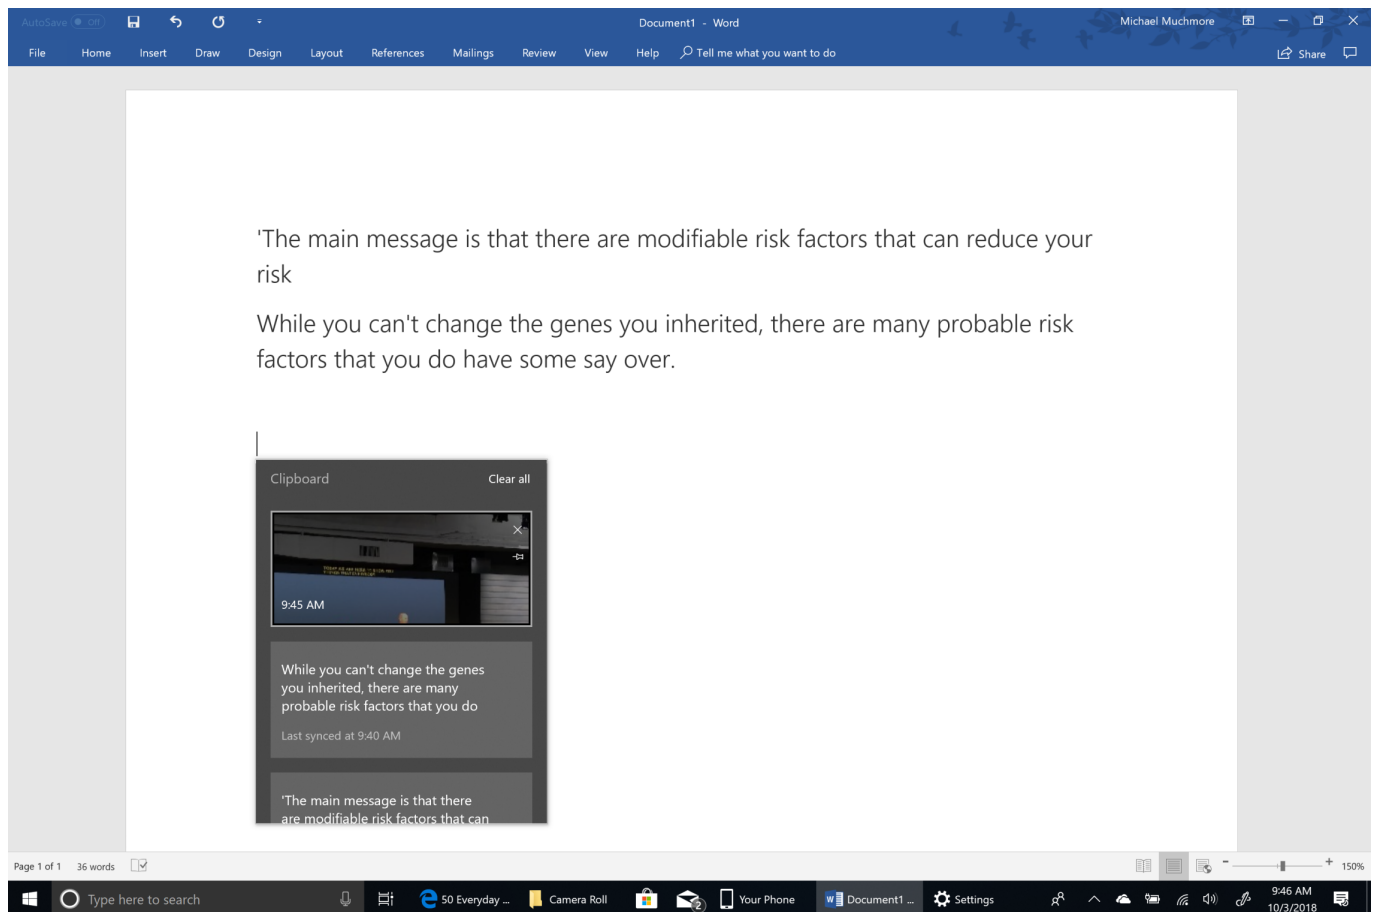 AutoSave Off Document1 - Word Michael Muchmore
File Home Insert Draw Design Layout References Mailings Review View Help Tell me what you want to do Share
'The main message is that there are modifiable risk factors that can reduce your
risk
While you can't change the genes you inherited, there are many probable risk
factors that you do have some say over.
Clipboard Clear all
9:45 AM
While you can't change the genes
you inherited, there are many
probable risk factors that you do
Last synced at 9:40 AM
'The main message is that there
are modifiable risk factors that can
Page 1 of 1 36 words 150%
Type here to search 50 Everyday ... Camera Roll 2 Your Phone Document1 ... Settings 9:46 AM
10/3/2018